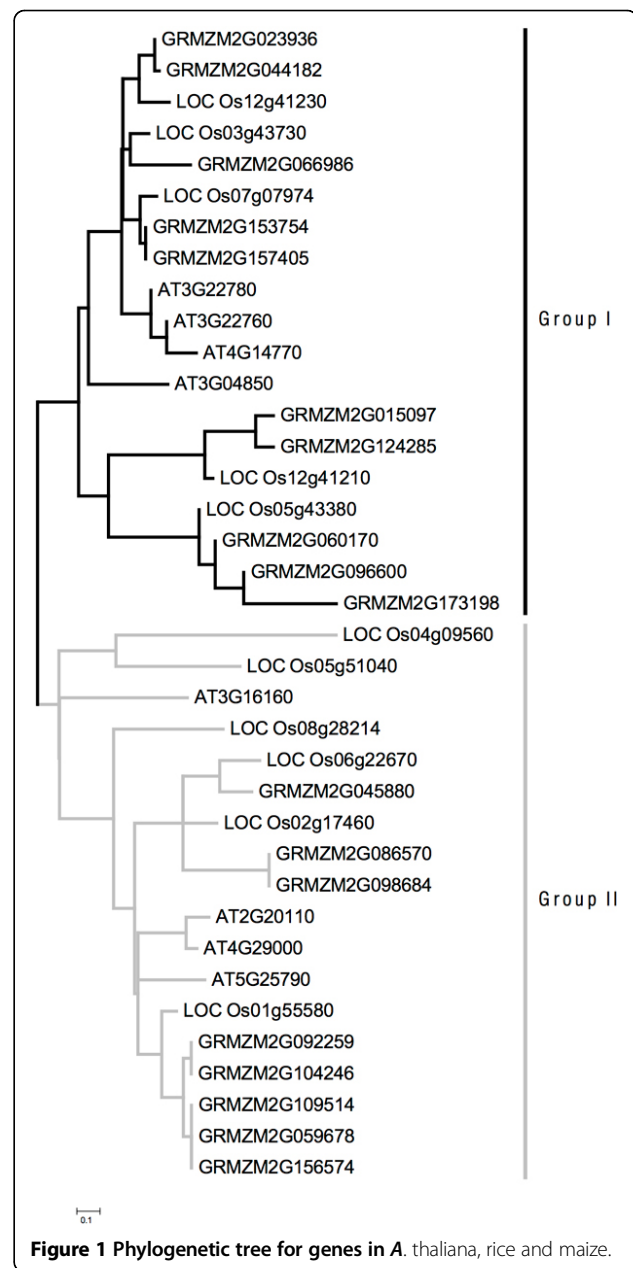 GRMZM2G023936
GRMZM2G044182
LOC Os12g41230
LOC Os03g43730
GRMZM2G066986
LOC Os07g07974
GRMZM2G153754
GRMZM2G157405
AT3G22780
AT3G22760
AT4G14770
AT3G04850
GRMZM2G015097
GRMZM2G124285
LOC Os12g41210
LOC Os05g43380
GRMZM2G060170
GRMZM2G096600
GRMZM2G173198
Group I
LOC Os04g09560
LOC Os05g51040
AT3G16160
LOC Os08g28214
LOC Os06g22670
GRMZM2G045880
LOC Os02g17460
GRMZM2G086570
GRMZM2G098684
AT2G20110
AT4G29000
AT5G25790
LOC Os01g55580
GRMZM2G092259
GRMZM2G104246
GRMZM2G109514
GRMZM2G059678
GRMZM2G156574
Group II
0.1
Figure 1 Phylogenetic tree for genes in A. thaliana, rice and maize.